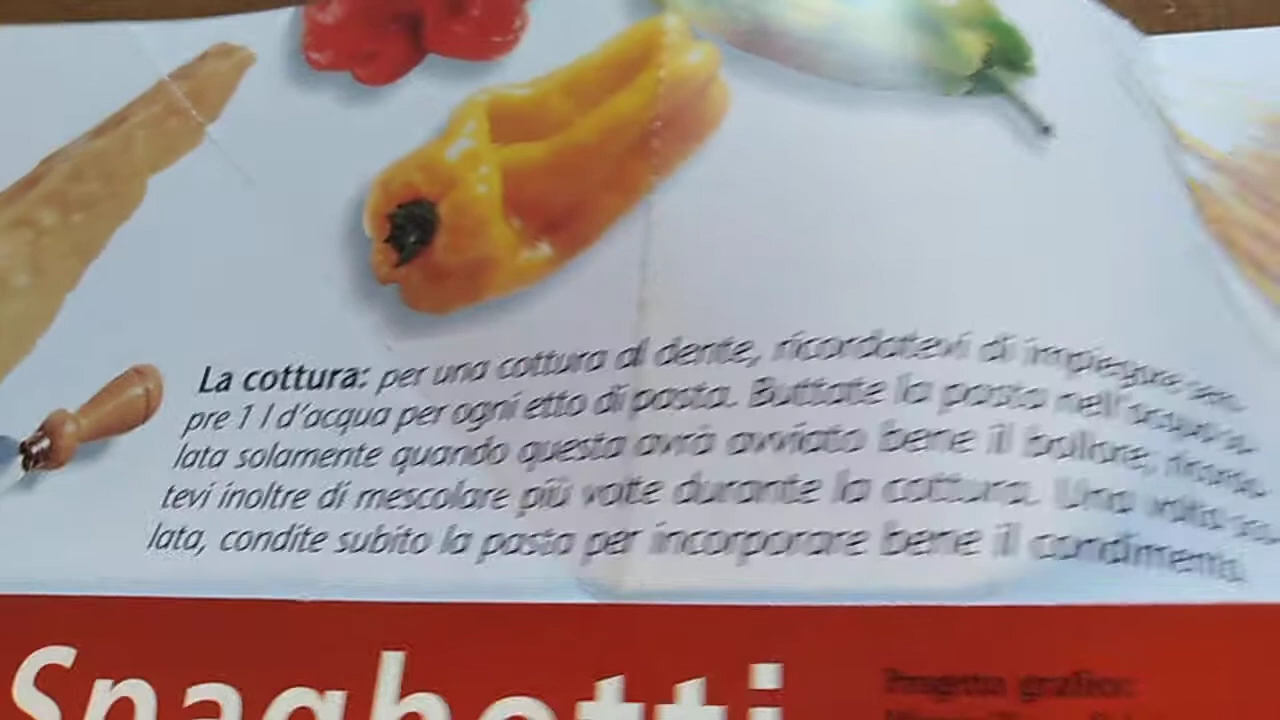 La cottura: per una cottura al dente, ricordatevi di impiegare sem-
pre 1 l d'acqua per ogni etto di pasta. Buttate la pasta nell'acqua sa-
lata solamente quando questa avrà avviato bene il bollore; ricorda-
tevi inoltre di mescolare più volte durante la cottura. Una volta sco-
lata, condite subito la pasta per incorporare bene il condimento.
Spaghetti
Progetto grafico: